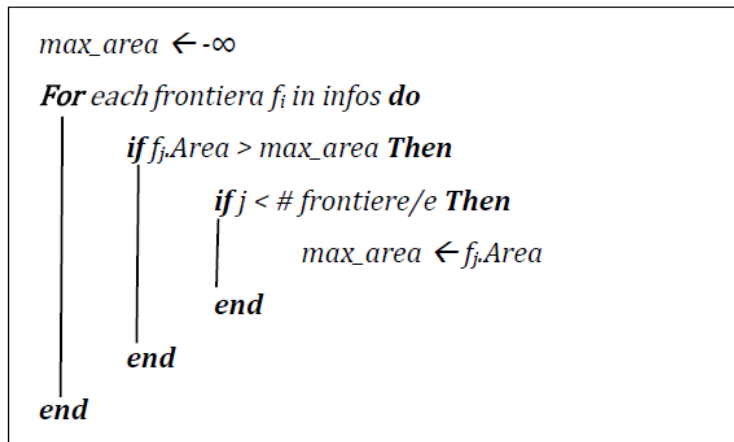 max_area ← -∞
For each frontiera fᵢ in infos do
if fⱼ.Area > max_area Then
if j < # frontiere/e Then
max_area ← fⱼ.Area
end
end
end